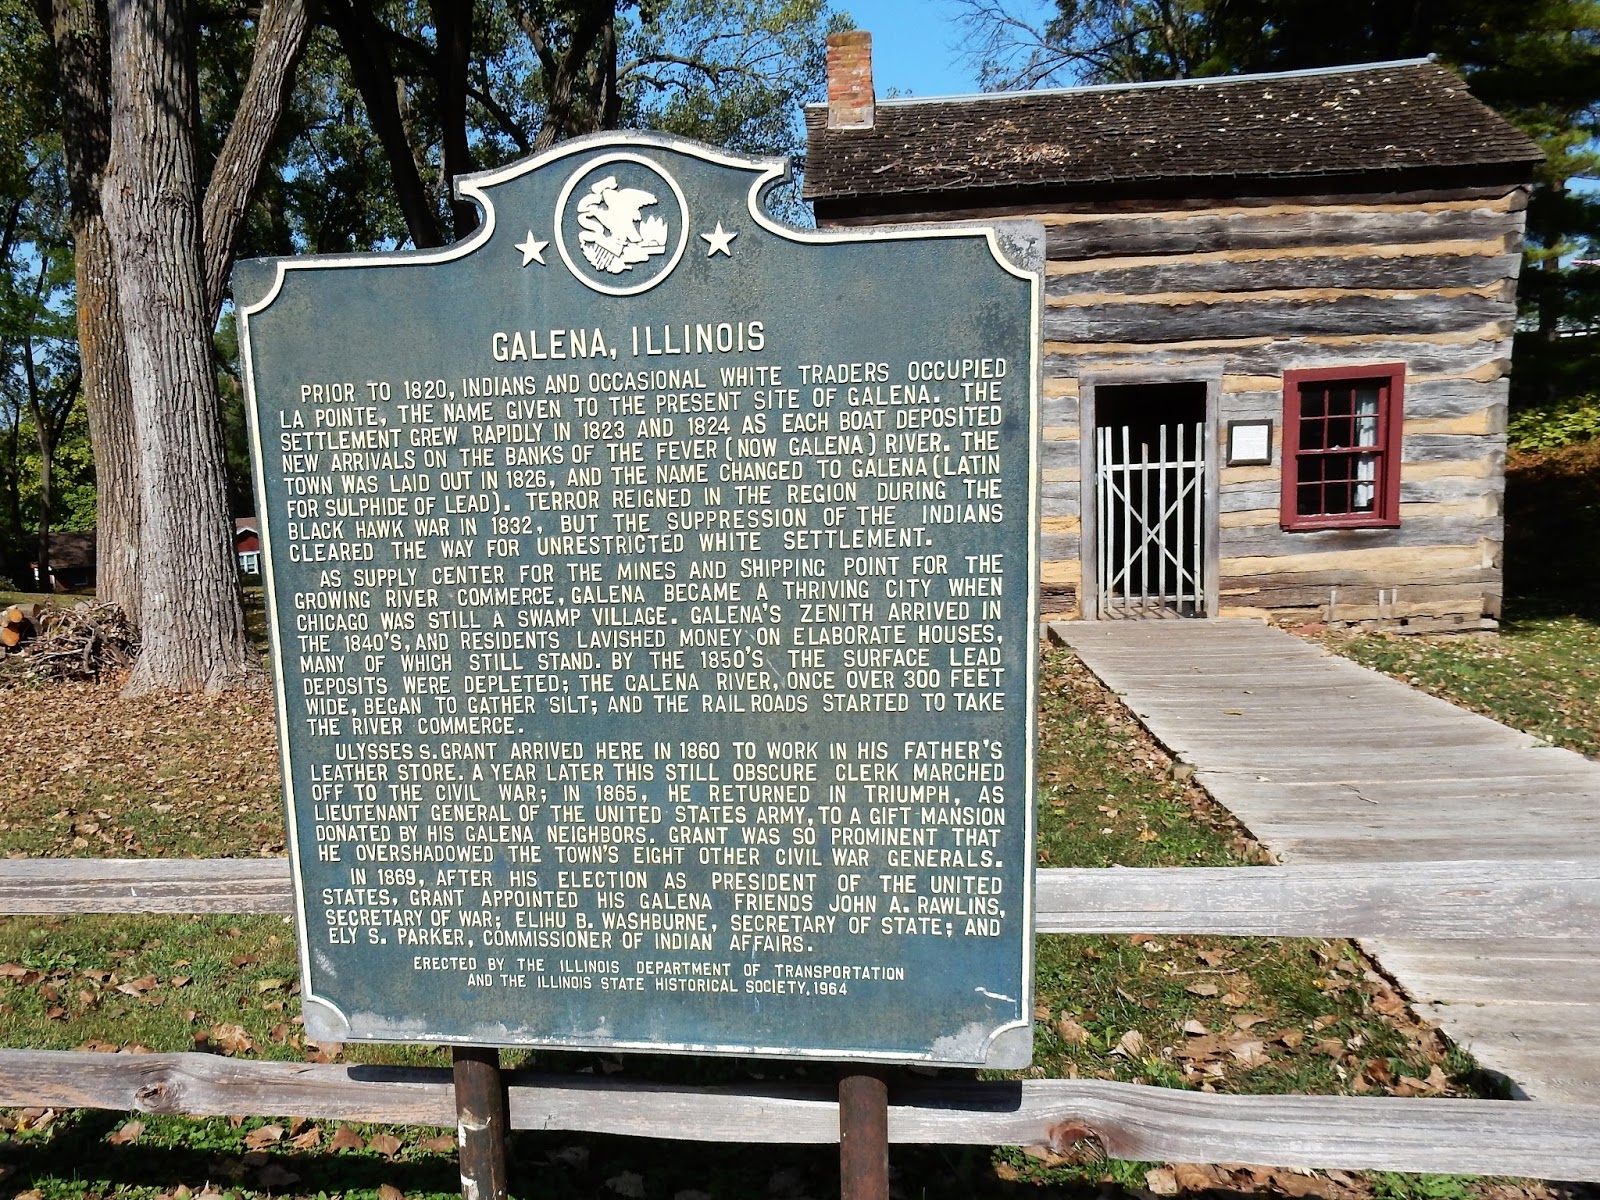 GALENA, ILLINOIS
PRIOR TO 1820, INDIANS AND OCCASIONAL WHITE TRADERS OCCUPIED
LA POINTE, THE NAME GIVEN TO THE PRESENT SITE OF GALENA. THE
SETTLEMENT GREW RAPIDLY IN 1823 AND 1824 AS EACH BOAT DEPOSITED
NEW ARRIVALS ON THE BANKS OF THE FEVER (NOW GALENA) RIVER. THE
TOWN WAS LAID OUT IN 1826, AND THE NAME CHANGED TO GALENA (LATIN
FOR SULPHIDE OF LEAD). TERROR REIGNED IN THE REGION DURING THE
BLACK HAWK WAR IN 1832, BUT THE SUPPRESSION OF THE INDIANS
CLEARED THE WAY FOR UNRESTRICTED WHITE SETTLEMENT.
AS SUPPLY CENTER FOR THE MINES AND SHIPPING POINT FOR THE
GROWING RIVER COMMERCE, GALENA BECAME A THRIVING CITY WHEN
CHICAGO WAS STILL A SWAMP VILLAGE. GALENA'S ZENITH ARRIVED IN
THE 1840'S, AND RESIDENTS LAVISHED MONEY ON ELABORATE HOUSES,
MANY OF WHICH STILL STAND. BY THE 1850'S THE SURFACE LEAD
DEPOSITS WERE DEPLETED; THE GALENA RIVER, ONCE OVER 300 FEET
WIDE, BEGAN TO GATHER SILT; AND THE RAILROADS STARTED TO TAKE
THE RIVER COMMERCE.
ULYSSES S. GRANT ARRIVED HERE IN 1860 TO WORK IN HIS FATHER'S
LEATHER STORE. A YEAR LATER THIS STILL OBSCURE CLERK MARCHED
OFF TO THE CIVIL WAR; IN 1865, HE RETURNED IN TRIUMPH, AS
LIEUTENANT GENERAL OF THE UNITED STATES ARMY, TO A GIFT MANSION
DONATED BY HIS GALENA NEIGHBORS. GRANT WAS SO PROMINENT THAT
HE OVERSHADOWED THE TOWN'S EIGHT OTHER CIVIL WAR GENERALS.
IN 1869, AFTER HIS ELECTION AS PRESIDENT OF THE UNITED
STATES, GRANT APPOINTED HIS GALENA FRIENDS JOHN A. RAWLINS,
SECRETARY OF WAR; ELIHU B. WASHBURNE, SECRETARY OF STATE; AND
ELY S. PARKER, COMMISSIONER OF INDIAN AFFAIRS.
ERECTED BY THE ILLINOIS DEPARTMENT OF TRANSPORTATION
AND THE ILLINOIS STATE HISTORICAL SOCIETY, 1964